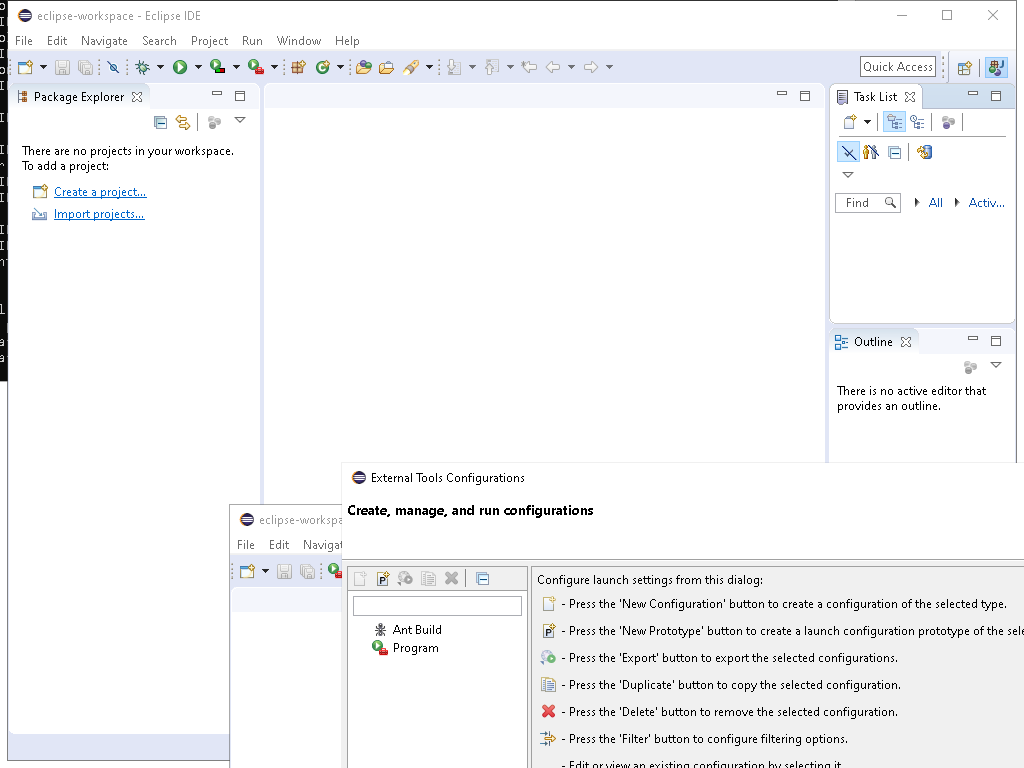 eclipse-workspace - Eclipse IDE
File Edit Navigate Search Project Run Window Help
Quick Access
Package Explorer
There are no projects in your workspace.
To add a project:
Create a project...
Import projects...
Task List
Find
All
Activ...
Outline
There is no active editor that
provides an outline.
eclipse-workspa
File Edit Navigat
External Tools Configurations
Create, manage, and run configurations
Ant Build
Program
Configure launch settings from this dialog:
- Press the 'New Configuration' button to create a configuration of the selected type.
- Press the 'New Prototype' button to create a launch configuration prototype of the sele
- Press the 'Export' button to export the selected configurations.
- Press the 'Duplicate' button to copy the selected configuration.
- Press the 'Delete' button to remove the selected configuration.
- Press the 'Filter' button to configure filtering options.
- Edit or view an existing configuration by selecting it.